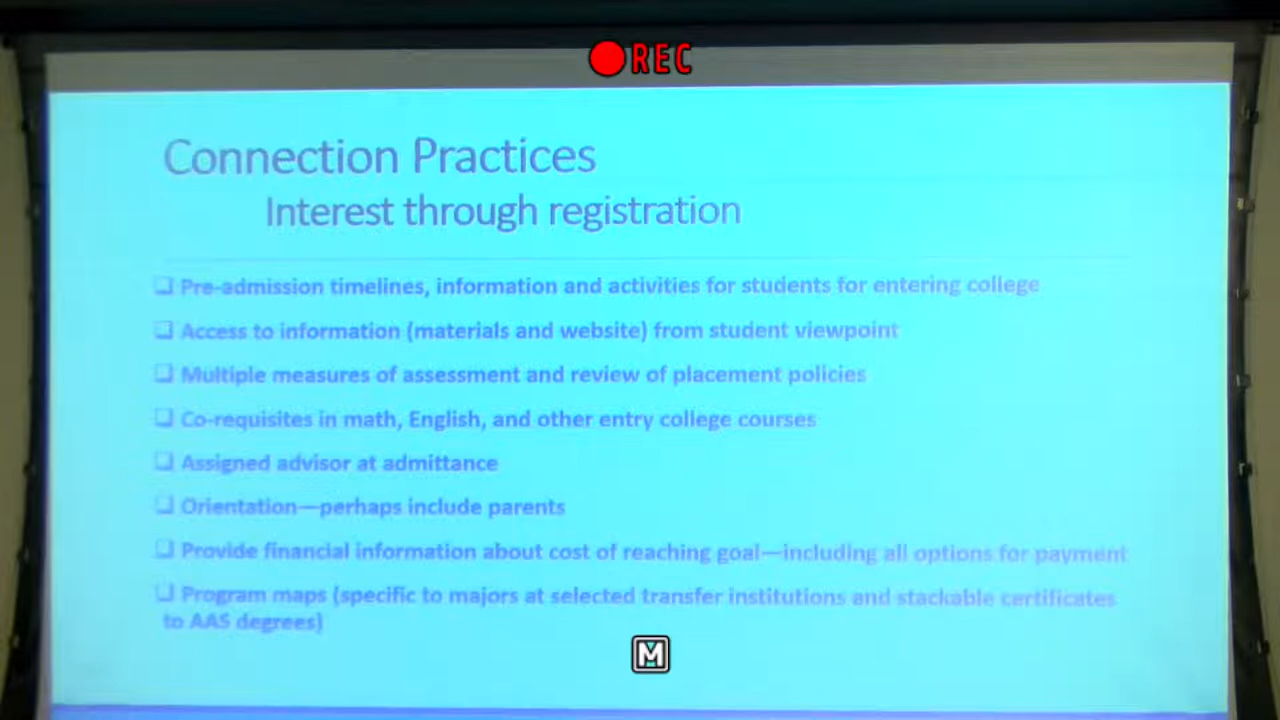 REC
Connection Practices
Interest through registration
❑ Pre-admission timelines, information and activities for students for entering college
❑ Access to information (materials and website) from student viewpoint
❑ Multiple measures of assessment and review of placement policies
❑ Co-requisites in math, English, and other entry college courses
❑ Assigned advisor at admittance
❑ Orientation—perhaps include parents
❑ Provide financial information about cost of reaching goal—including all options for payment
❑ Program maps (specific to majors at selected transfer institutions and stackable certificates
to AAS degrees)
M